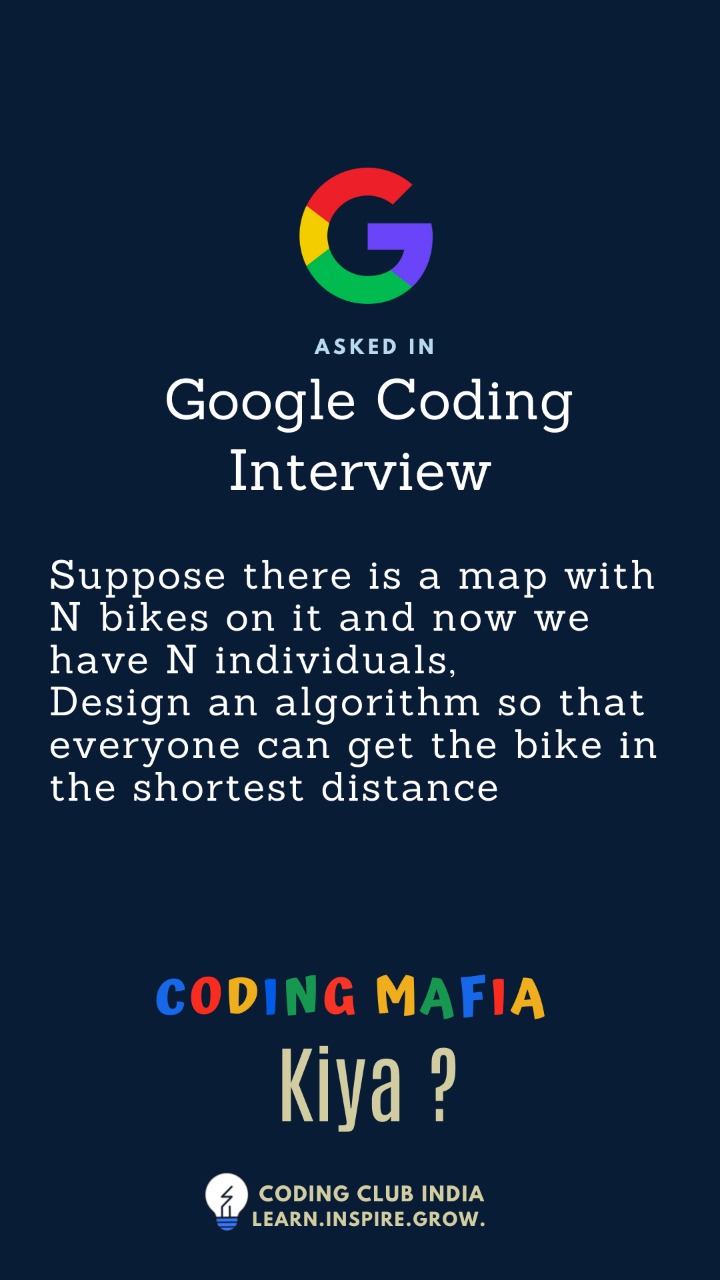 ASKED IN
Google Coding
Interview
Suppose there is a map with
N bikes on it and now we
have N individuals,
Design an algorithm so that
everyone can get the bike in
the shortest distance
CODING MAFIA
Kiya ?
CODING CLUB INDIA
LEARN.INSPIRE.GROW.